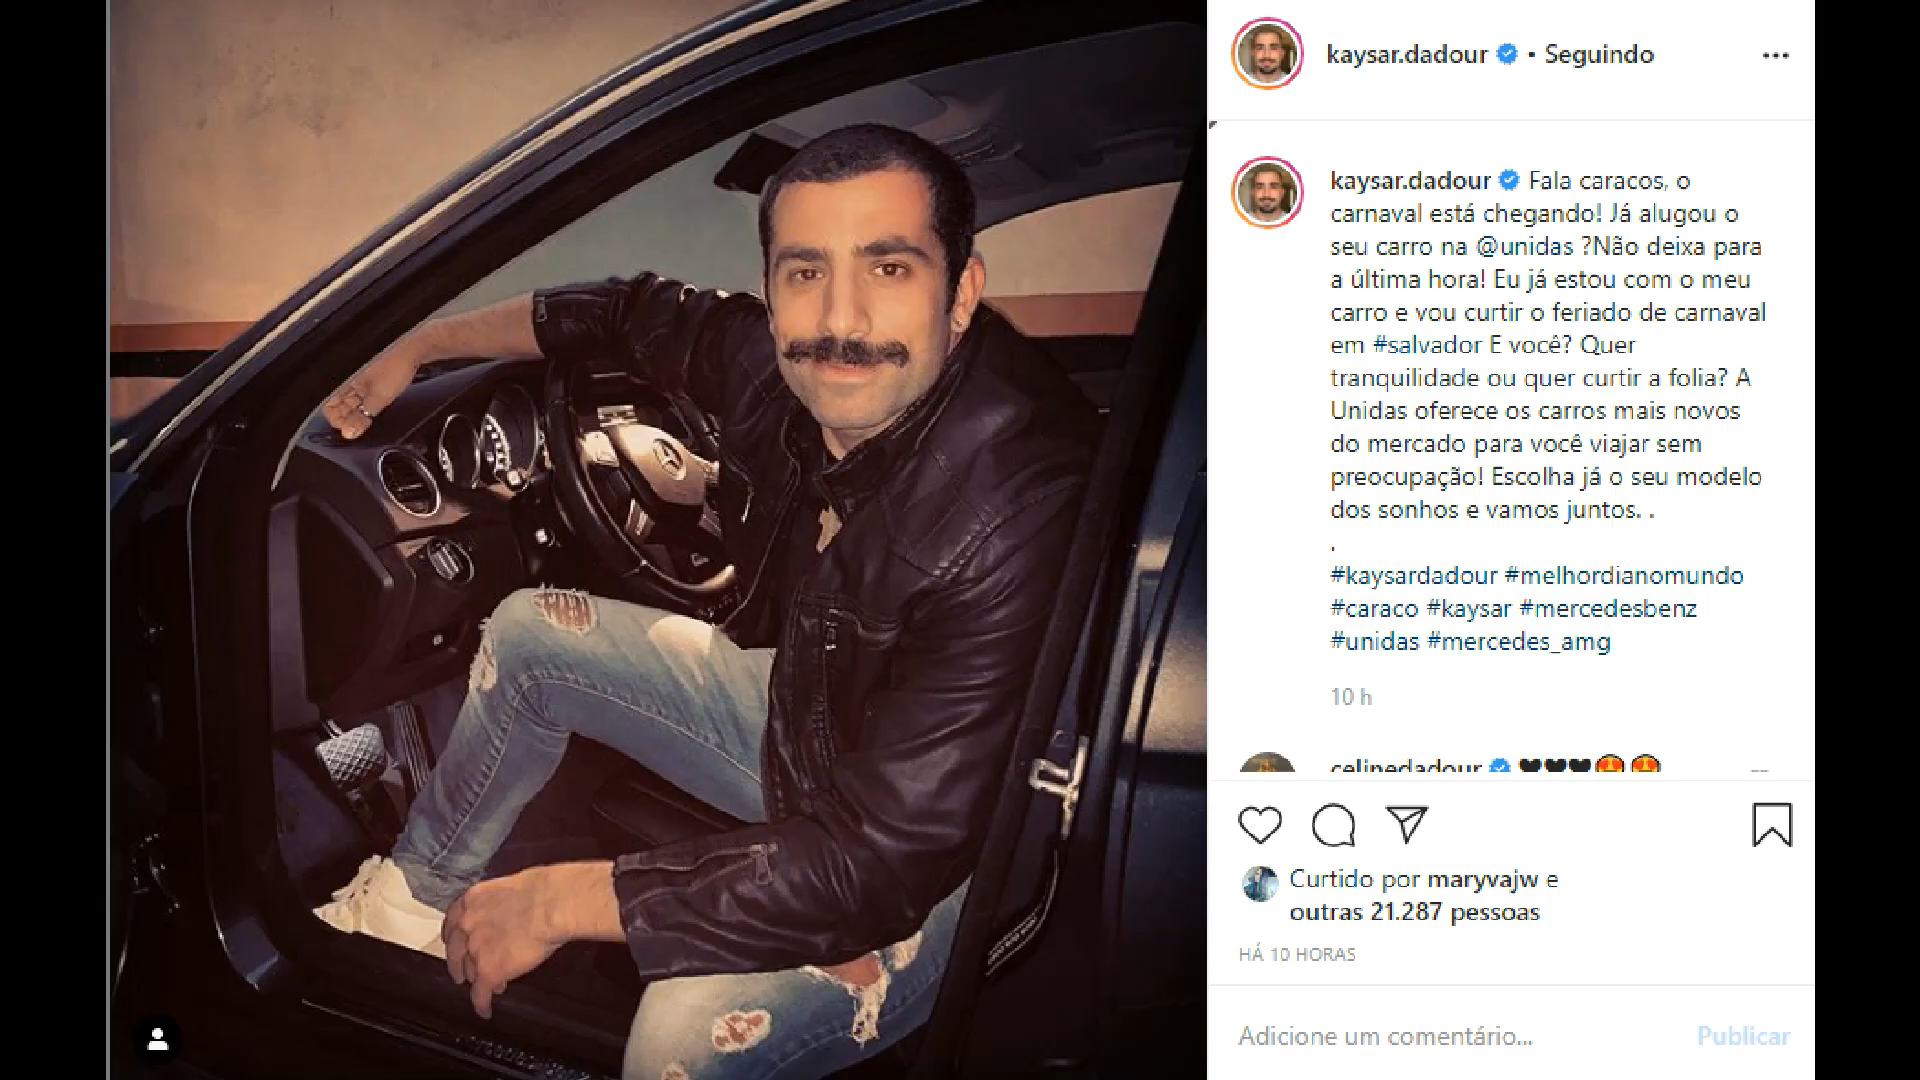 kaysar.dadour • Seguindo
kaysar.dadour Fala caracos, o
carnaval está chegando! Já alugou o
seu carro na @unidas ?Não deixa para
a última hora! Eu já estou com o meu
carro e vou curtir o feriado de carnaval
em #salvador E você? Quer
tranquilidade ou quer curtir a folia? A
Unidas oferece os carros mais novos
do mercado para você viajar sem
preocupação! Escolha já o seu modelo
dos sonhos e vamos juntos. .
.
#kaysardadour #melhordianomundo
#caraco #kaysar #mercedesbenz
#unidas #mercedes_amg
10 h
celinedadour 🖤🖤🖤😍😍
Curtido por maryvajw e
outras 21.287 pessoas
HÁ 10 HORAS
Adicione um comentário... Publicar